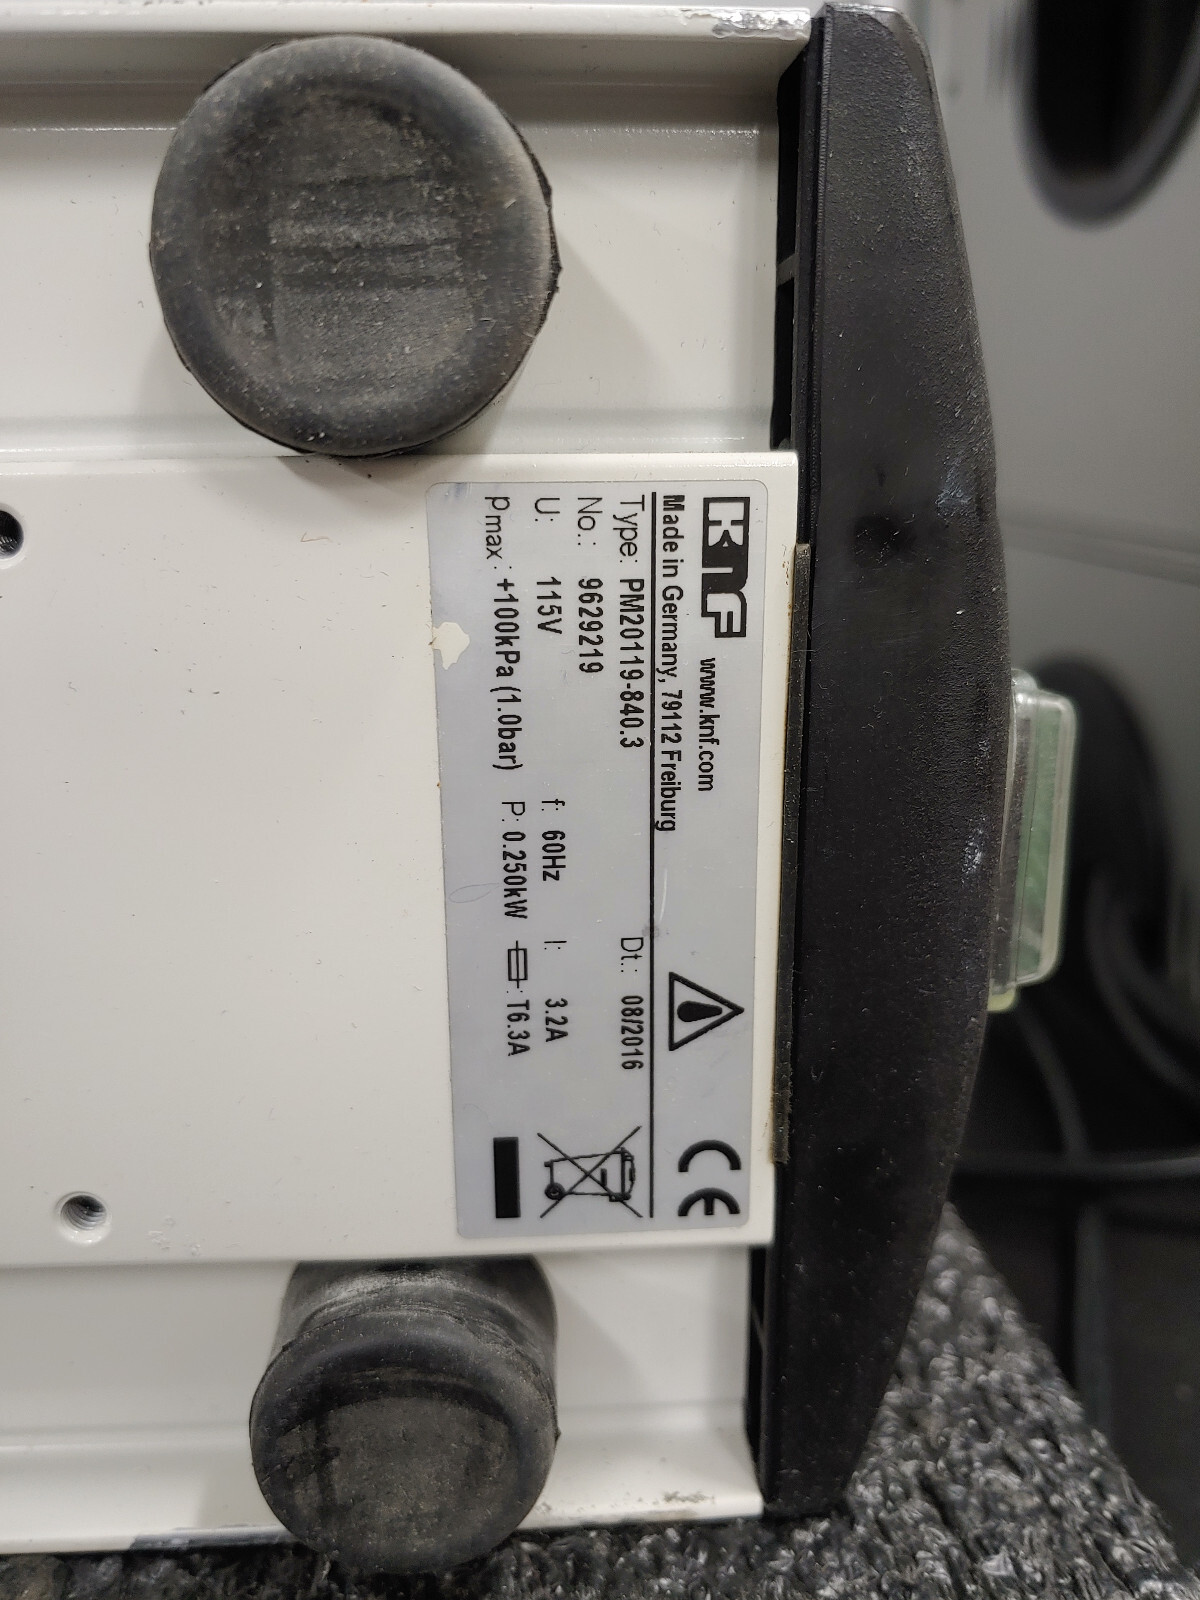 KNF www.knf.com
Made in Germany, 79112 Freiburg
CE
Type: PM20119-840.3 Dt.: 08/2016
No.: 9629219
U: 115V f: 60Hz I: 3.2A
pmax: +100kPa (1.0bar) P: 0.250kW : T6.3A